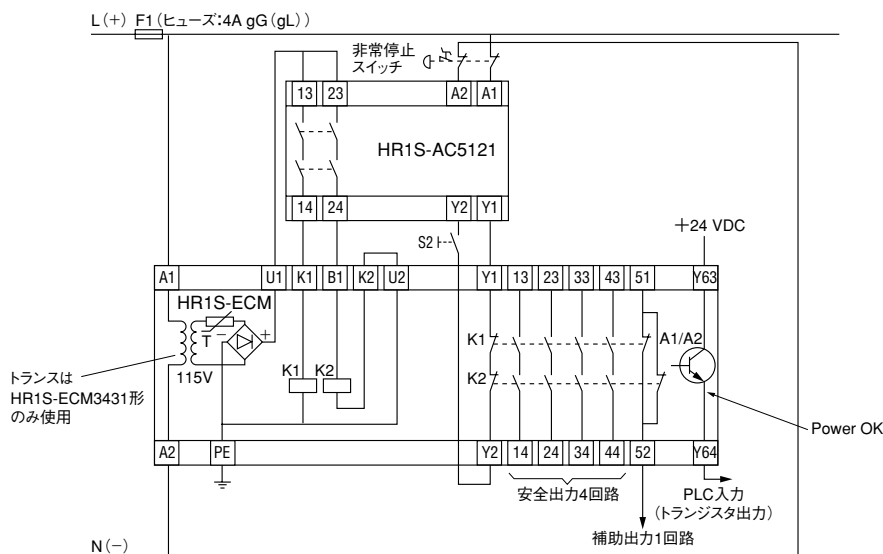 L(+) F1(ヒューズ:4A gG(gL))
非常停止
スイッチ
13 23 A2 A1
HR1S-AC5121
14 24 Y2 Y1
S2
+24 VDC
A1 U1 K1 B1 K2 U2 Y1 13 23 33 43 51 Y63
HR1S-ECM
T - +
115V
K1 K2
K1
K2
A1/A2
トランスは
HR1S-ECM3431形
のみ使用
Power OK
A2 PE Y2 14 24 34 44 52 Y64
安全出力4回路
PLC入力
(トランジスタ出力)
補助出力1回路
N(-)